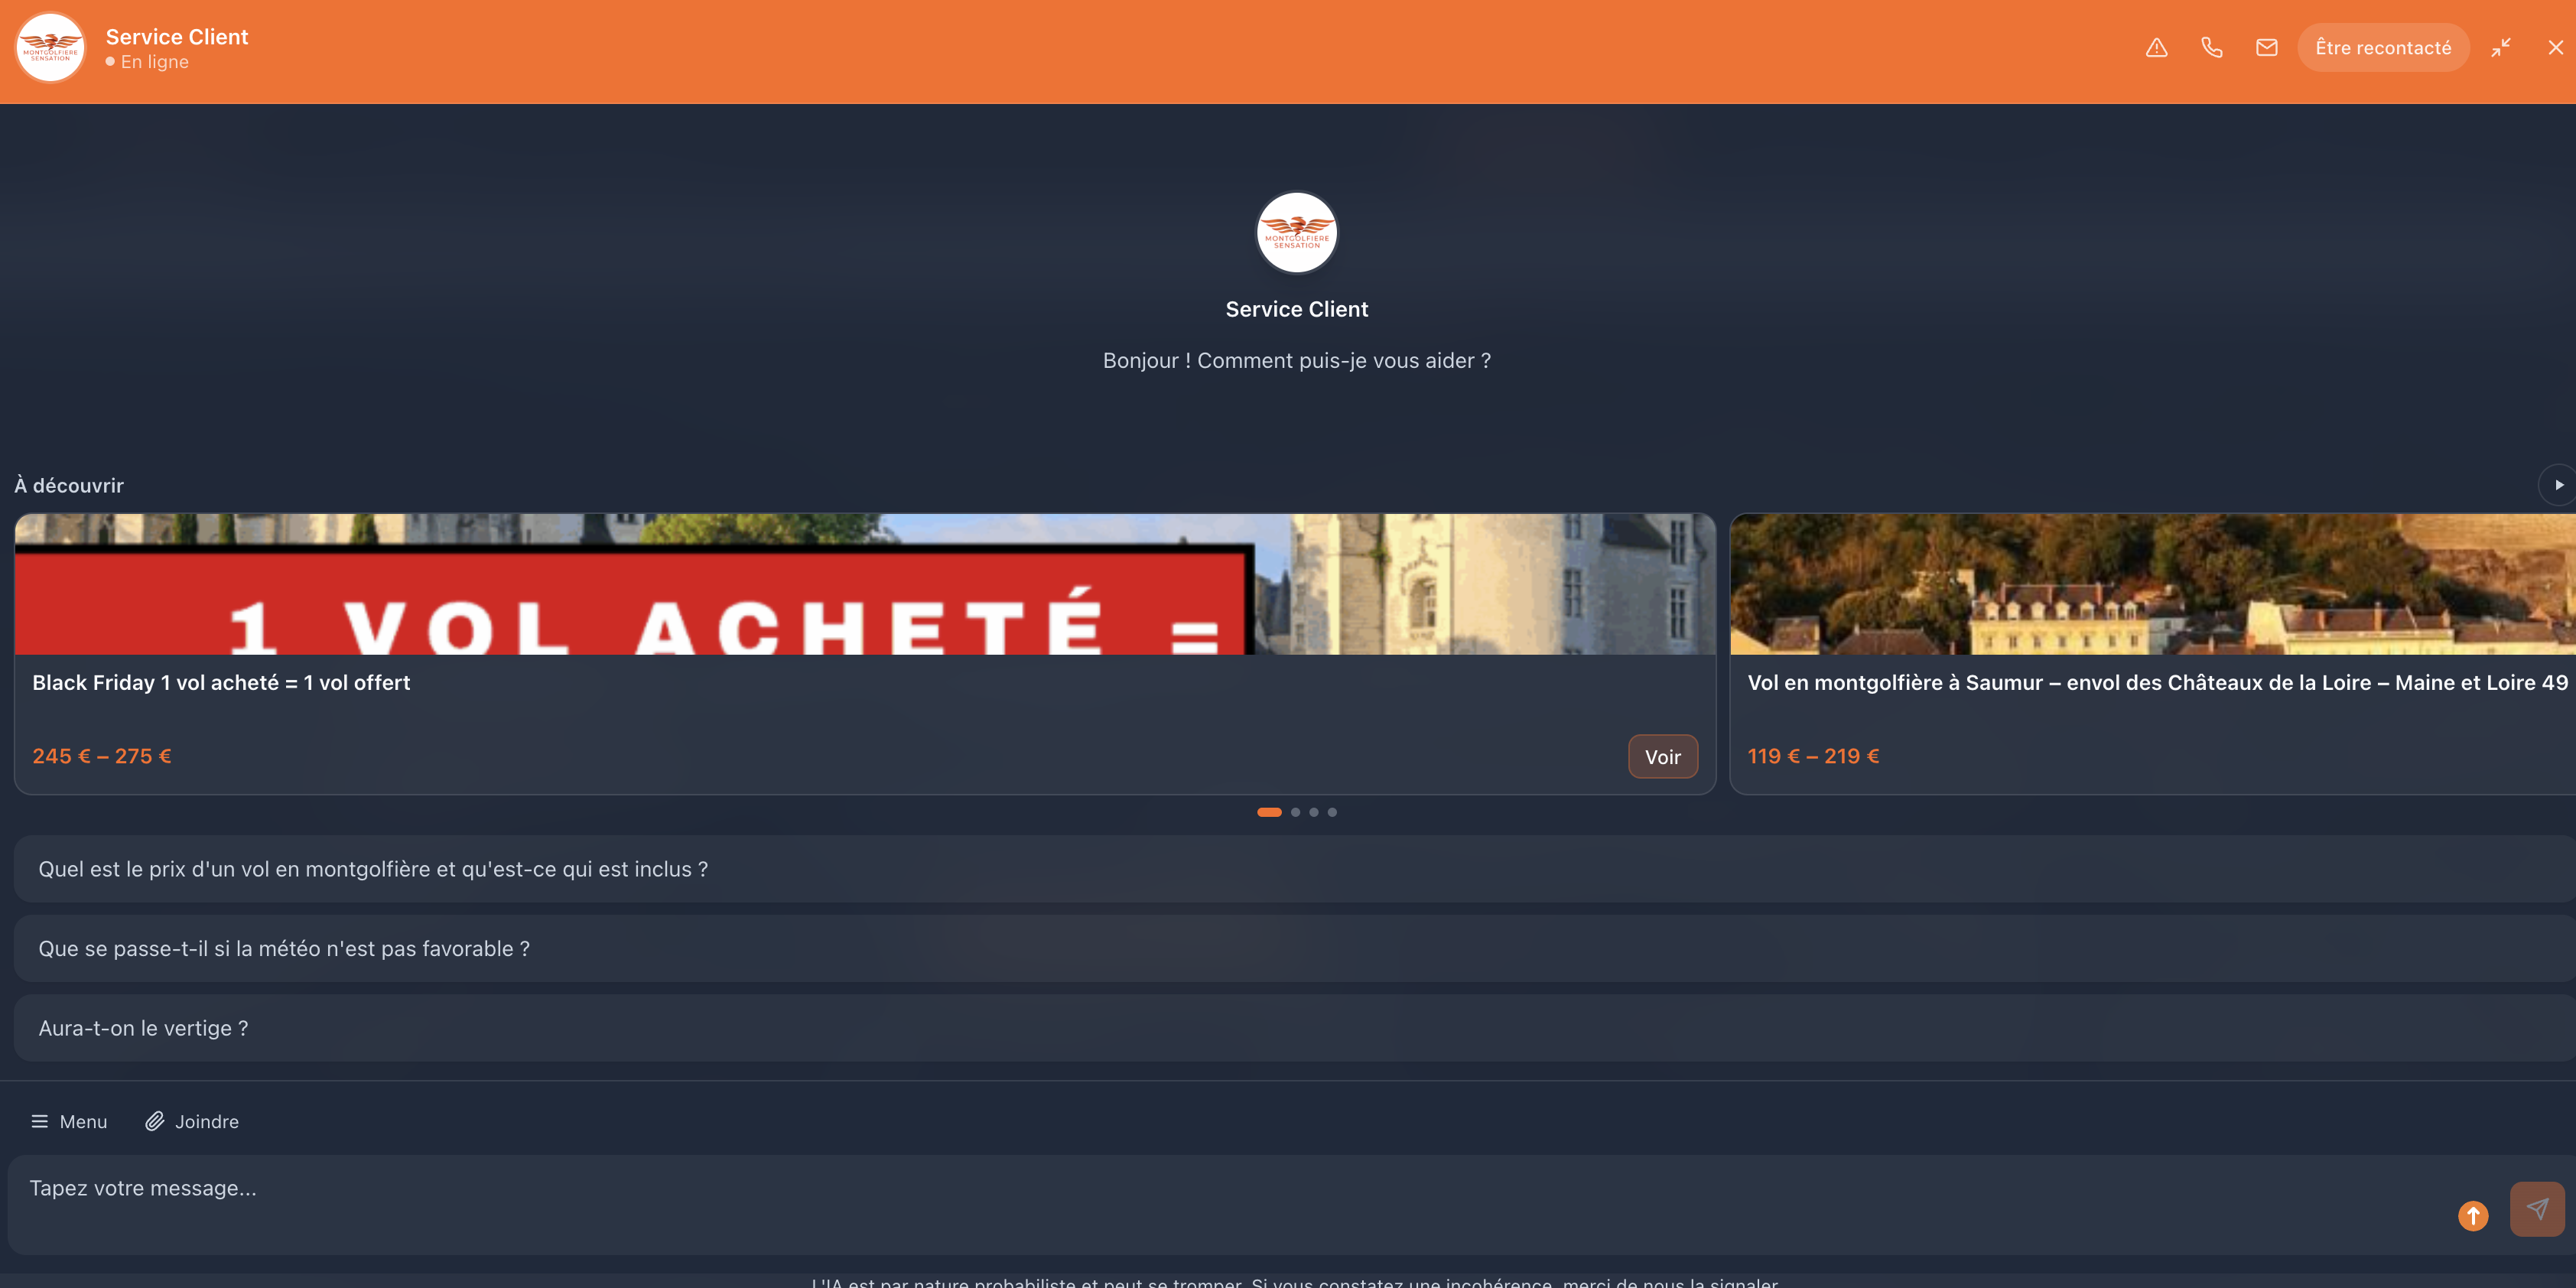 MONTGOLFIERE
SENSATION
Service Client
En ligne
Être recontacté
MONTGOLFIERE
SENSATION
Service Client
Bonjour ! Comment puis-je vous aider ?
À découvrir
1 VOL ACHETÉ =
Black Friday 1 vol acheté = 1 vol offert
245 € – 275 €
Voir
Vol en montgolfière à Saumur – envol des Châteaux de la Loire – Maine et Loire 49
119 € – 219 €
Quel est le prix d'un vol en montgolfière et qu'est-ce qui est inclus ?
Que se passe-t-il si la météo n'est pas favorable ?
Aura-t-on le vertige ?
Menu
Joindre
Tapez votre message...
L'IA est par nature probabiliste et peut se tromper. Si vous constatez une incohérence, merci de nous la signaler